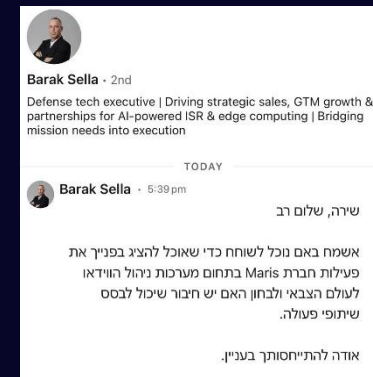 Barak Sella · 2nd
Defense tech executive | Driving strategic sales, GTM growth &
partnerships for AI-powered ISR & edge computing | Bridging
mission needs into execution
TODAY
Barak Sella · 5:39 pm
שירה, שלום רב
אשמח באם נוכל לשוחח כדי שאוכל להציג בפנייך את
פעילות חברת Maris בתחום מערכות ניהול הווידאו
לעולם הצבאי ולבחון האם יש חיבור שיכול לבסס
שיתופי פעולה.
אודה להתייחסותך בעניין.